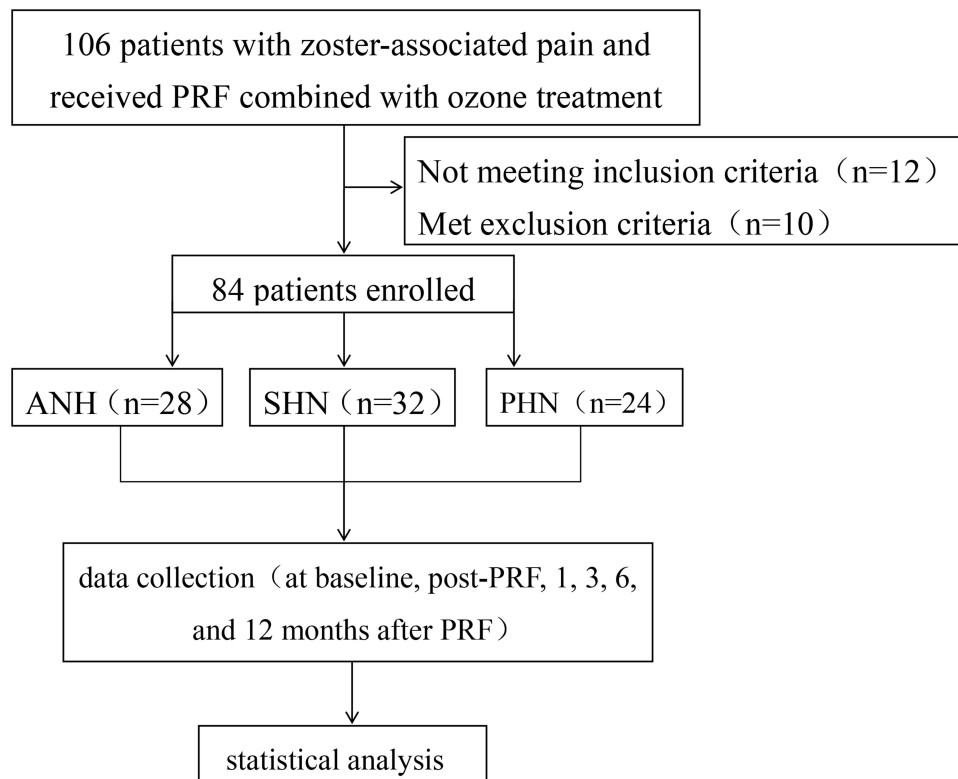 106 patients with zoster-associated pain and
received PRF combined with ozone treatment
Not meeting inclusion criteria（n=12）
Met exclusion criteria（n=10）
84 patients enrolled
ANH（n=28）
SHN（n=32）
PHN（n=24）
data collection（at baseline, post-PRF, 1, 3, 6,
and 12 months after PRF）
statistical analysis